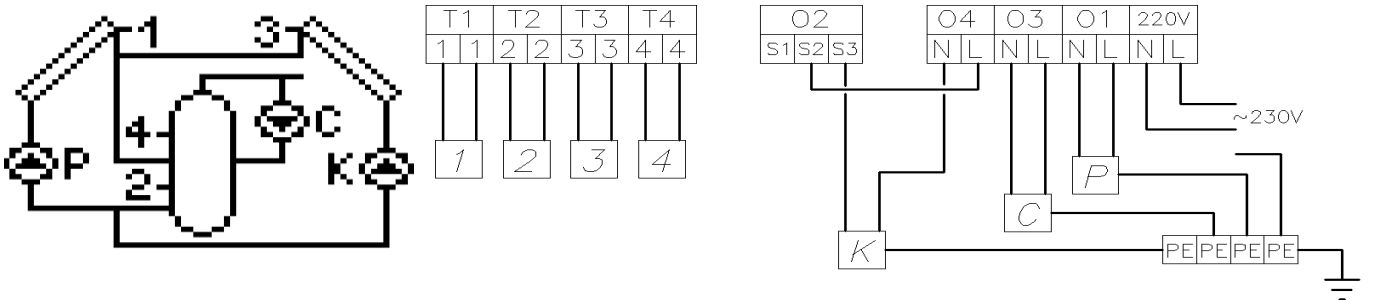 1 3
4 C
P K
2
T1 T2 T3 T4
1 1 2 2 3 3 4 4
1 2 3 4
O2 O4 O3 O1 220V
S1 S2 S3 N L N L N L N L
~230V
P
C
K
PE PE PE PE